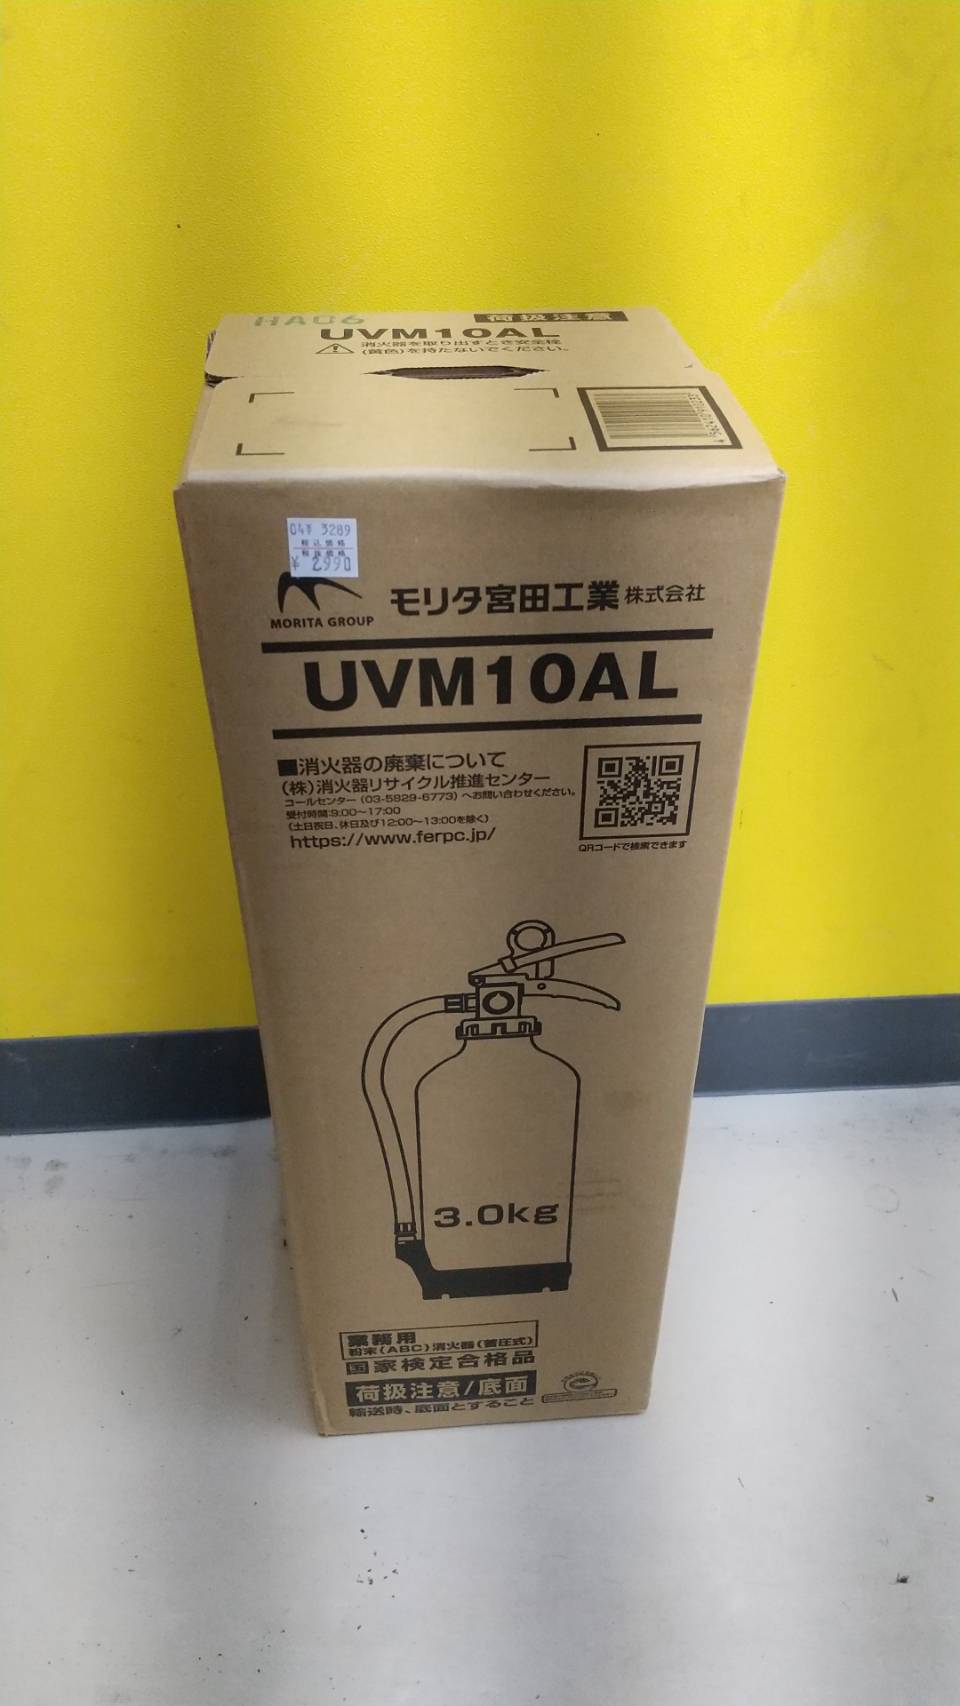 HA06
荷扱注意
UVM10AL
消火器を取り出すとき安全栓
(黄色)を持たないでください。
04¥ 3289
税込価格
税抜価格
¥ 2990
MORITA GROUP
モリタ宮田工業株式会社
UVM10AL
■消火器の廃棄について
(株)消火器リサイクル推進センター
コールセンター(03-5829-6773)へお問い合わせください。
受付時間:9:00～17:00
(土日祝日、休日及び12:00～13:00を除く)
https://www.ferpc.jp/
QRコードで検索できます
3.0kg
業務用
粉末(ABC)消火器(蓄圧式)
国家検定合格品
荷扱注意/底面
輸送時、底面とすること